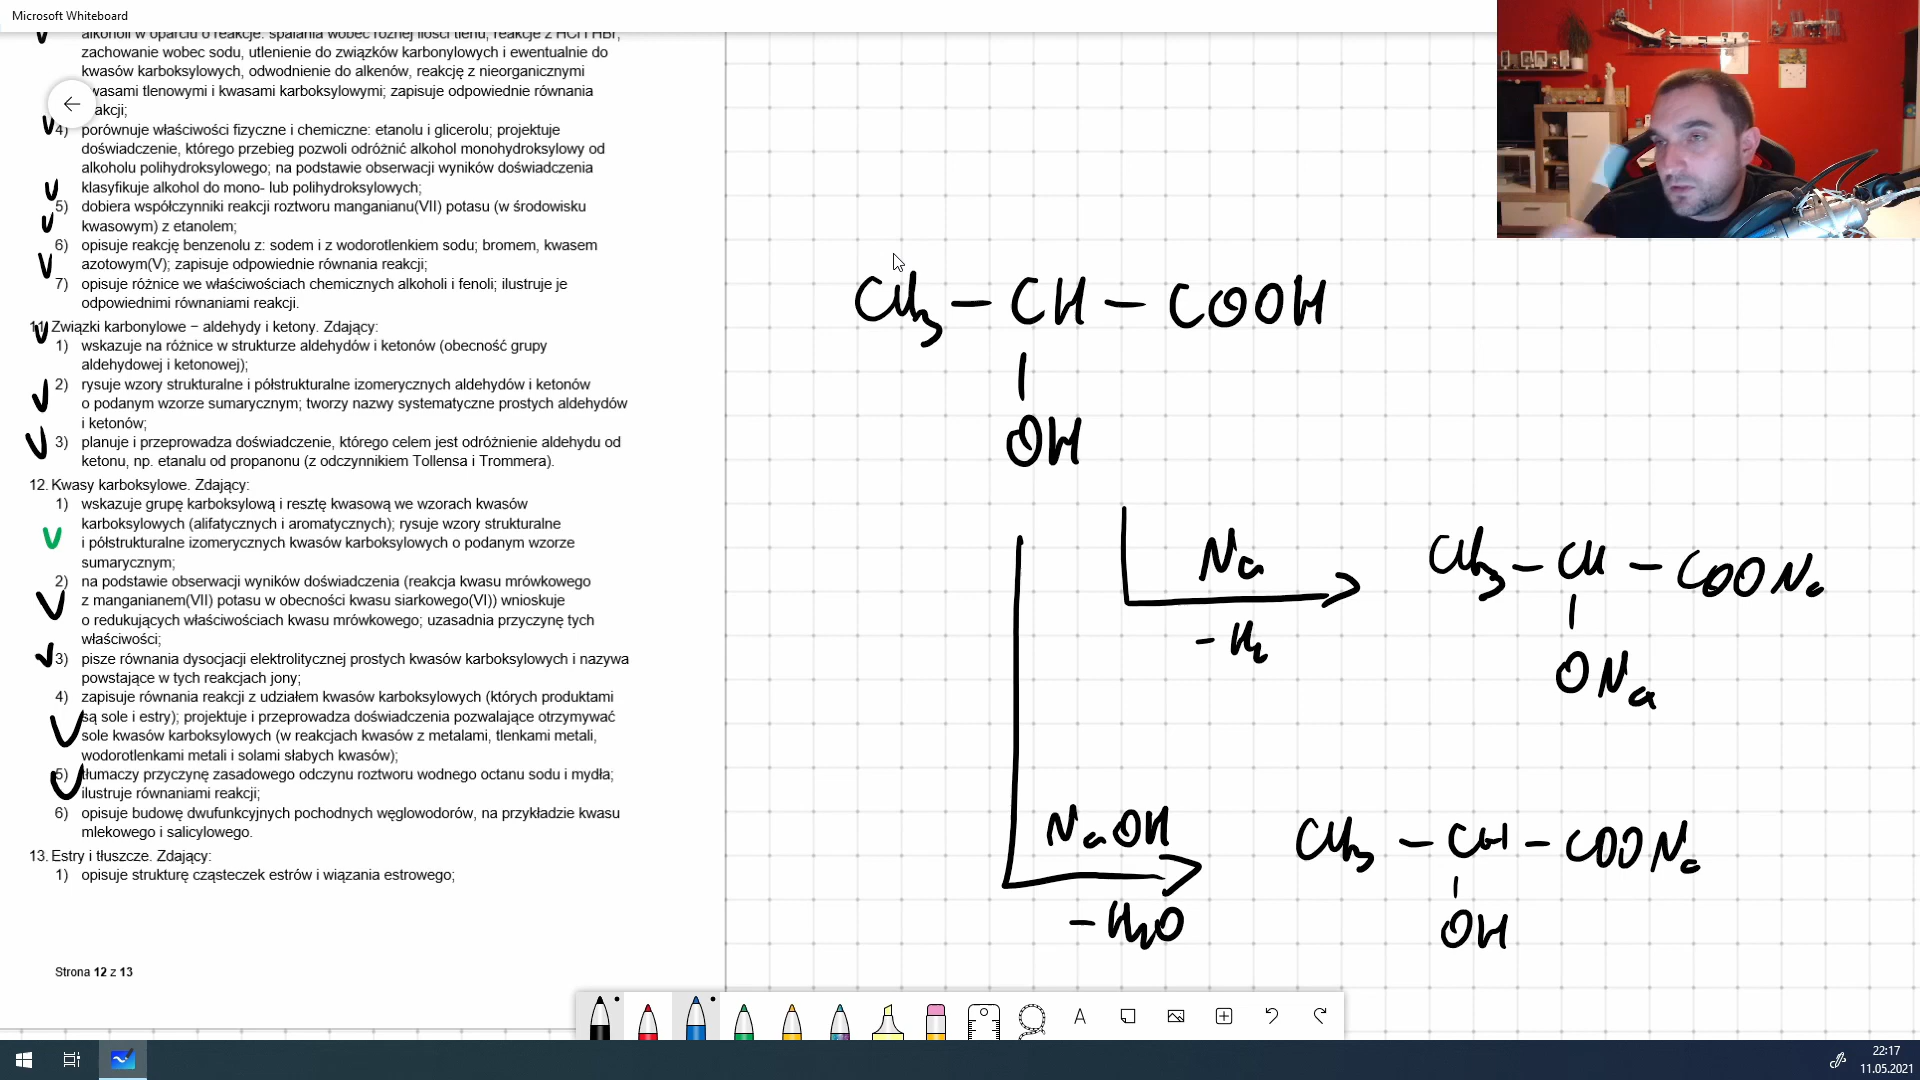 Microsoft Whiteboard
alkoholi w oparciu o reakcje: spalania wobec różnej ilości tlenu, reakcje z HCl i HBr,
zachowanie wobec sodu, utlenienie do związków karbonylowych i ewentualnie do
kwasów karboksylowych, odwodnienie do alkenów, reakcję z nieorganicznymi
wasami tlenowymi i kwasami karboksylowymi; zapisuje odpowiednie równania
akcji;
4) porównuje właściwości fizyczne i chemiczne: etanolu i glicerolu; projektuje
doświadczenie, którego przebieg pozwoli odróżnić alkohol monohydroksylowy od
alkoholu polihydroksylowego; na podstawie obserwacji wyników doświadczenia
klasyfikuje alkohol do mono- lub polihydroksylowych;
5) dobiera współczynniki reakcji roztworu manganianu(VII) potasu (w środowisku
kwasowym) z etanolem;
6) opisuje reakcję benzenolu z: sodem i z wodorotlenkiem sodu; bromem, kwasem
azotowym(V); zapisuje odpowiednie równania reakcji;
7) opisuje różnice we właściwościach chemicznych alkoholi i fenoli; ilustruje je
odpowiednimi równaniami reakcji.
11. Związki karbonylowe − aldehydy i ketony. Zdający:
1) wskazuje na różnice w strukturze aldehydów i ketonów (obecność grupy
aldehydowej i ketonowej);
2) rysuje wzory strukturalne i półstrukturalne izomerycznych aldehydów i ketonów
o podanym wzorze sumarycznym; tworzy nazwy systematyczne prostych aldehydów
i ketonów;
3) planuje i przeprowadza doświadczenie, którego celem jest odróżnienie aldehydu od
ketonu, np. etanalu od propanonu (z odczynnikiem Tollensa i Trommera).
12. Kwasy karboksylowe. Zdający:
1) wskazuje grupę karboksylową i resztę kwasową we wzorach kwasów
karboksylowych (alifatycznych i aromatycznych); rysuje wzory strukturalne
i półstrukturalne izomerycznych kwasów karboksylowych o podanym wzorze
sumarycznym;
2) na podstawie obserwacji wyników doświadczenia (reakcja kwasu mrówkowego
z manganianem(VII) potasu w obecności kwasu siarkowego(VI)) wnioskuje
o redukujących właściwościach kwasu mrówkowego; uzasadnia przyczynę tych
właściwości;
3) pisze równania dysocjacji elektrolitycznej prostych kwasów karboksylowych i nazywa
powstające w tych reakcjach jony;
4) zapisuje równania reakcji z udziałem kwasów karboksylowych (których produktami
są sole i estry); projektuje i przeprowadza doświadczenia pozwalające otrzymywać
sole kwasów karboksylowych (w reakcjach kwasów z metalami, tlenkami metali,
wodorotlenkami metali i solami słabych kwasów);
5) tłumaczy przyczynę zasadowego odczynu roztworu wodnego octanu sodu i mydła;
ilustruje równaniami reakcji;
6) opisuje budowę dwufunkcyjnych pochodnych węglowodorów, na przykładzie kwasu
mlekowego i salicylowego.
13. Estry i tłuszcze. Zdający:
1) opisuje strukturę cząsteczek estrów i wiązania estrowego;
Strona 12 z 13
CH3 – CH – COOH
OH
Na
– H2
CH3 – CH – COONa
ONa
NaOH
– H2O
CH3 – CH – COONa
OH
A
22:17
11.05.2021